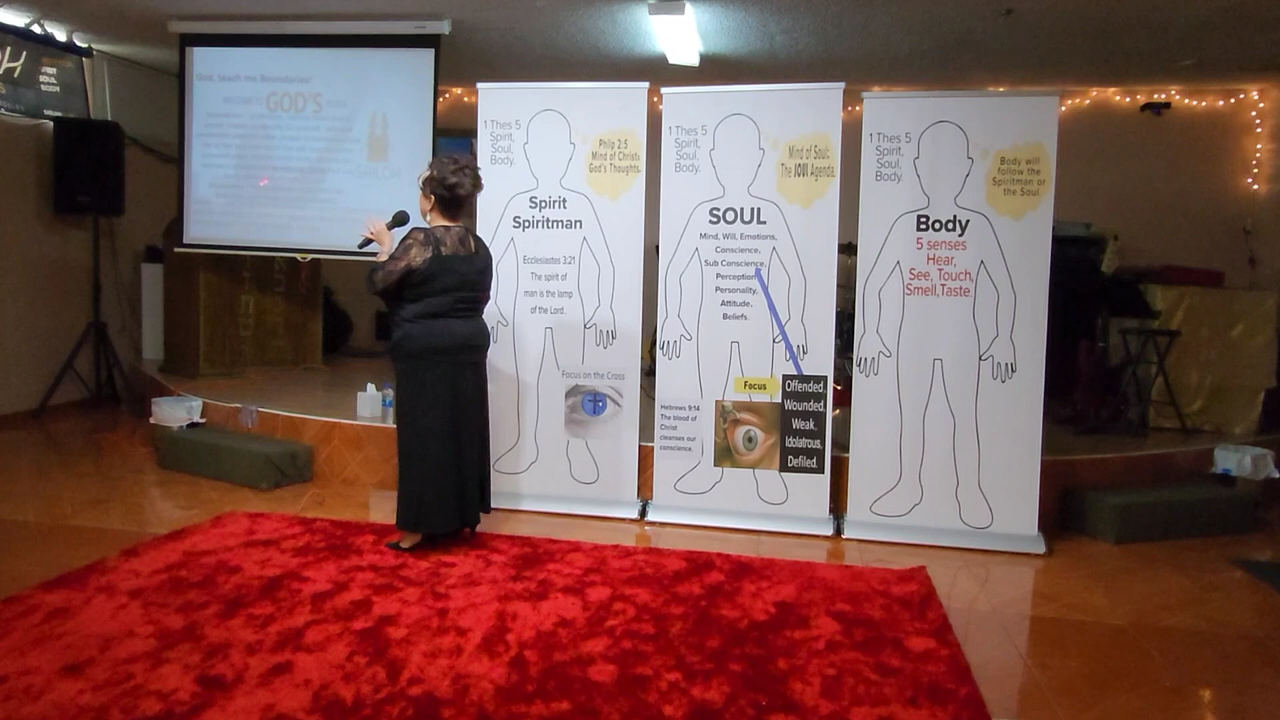 SPIRIT
SOUL
BODY
God, teach me Boundaries!
GOD'S
1 Thes 5
Spirit,
Soul,
Body.
Philp 2:5
Mind of Christ:
God's Thoughts.
Spirit
Spiritman
Ecclesiastes 3:21
The spirit of
man is the lamp
of the Lord.
Focus on the Cross
1 Thes 5
Spirit,
Soul,
Body.
Mind of Soul:
The SOUL Agenda.
SOUL
Mind, Will, Emotions,
Conscience,
Sub Conscience,
Perception
Personality,
Attitude,
Beliefs.
Focus
Hebrews 9:14
The blood of
Christ
cleanses our
conscience.
Offended,
Wounded,
Weak,
Idolatrous,
Defiled.
1 Thes 5
Spirit,
Soul,
Body.
Body will
follow the
Spiritman or
the Soul.
Body
5 senses
Hear,
See, Touch,
Smell,Taste.